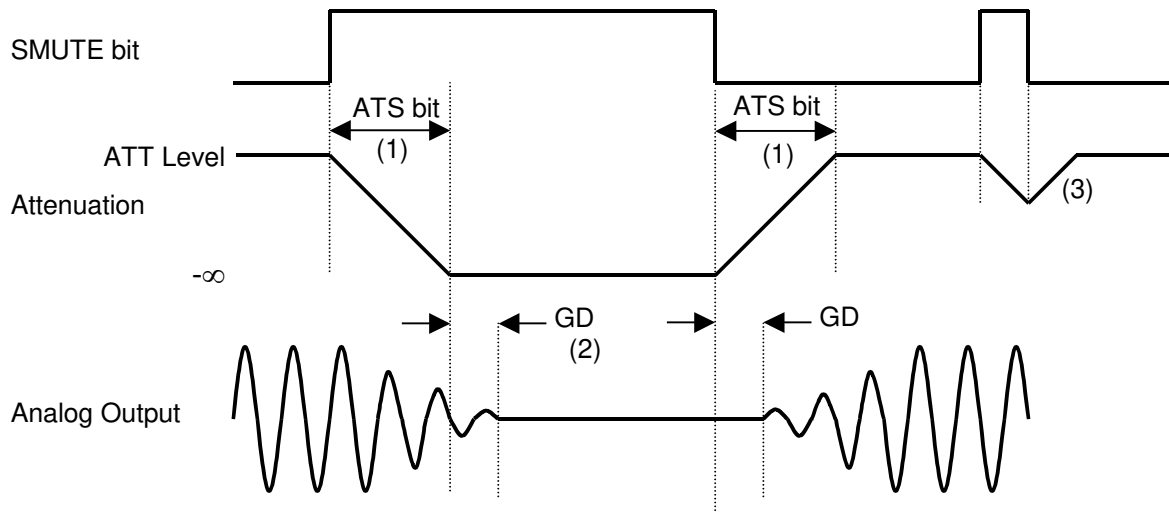 SMUTE bit
ATS bit
(1)
ATS bit
(1)
ATT Level
Attenuation
(3)
-∞
GD
(2)
GD
Analog Output